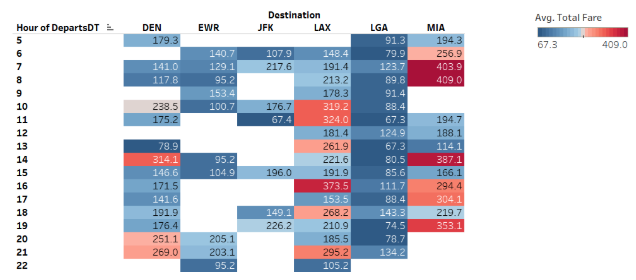 Destination
Hour of DepartsDT DEN EWR JFK LAX LGA MIA
5 179.3 91.3 194.3
6 140.7 107.9 148.4 79.9 256.9
7 141.0 129.1 217.6 191.4 123.7 403.9
8 117.8 95.2 213.2 89.8 409.0
9 153.4 178.3 91.4
10 238.5 100.7 176.7 319.2 88.4
11 175.2 67.4 324.0 67.3 194.7
12 181.4 124.9 188.1
13 78.9 261.9 67.3 114.1
14 314.1 95.2 221.6 80.5 387.1
15 146.6 104.9 196.0 191.9 85.6 166.1
16 171.5 373.5 111.7 294.4
17 141.6 153.7 88.4 304.1
18 191.9 149.1 268.2 143.3 219.7
19 176.4 226.2 210.9 74.5 353.1
20 251.1 205.1 185.5 78.7
21 269.0 203.1 295.2 134.2
22 95.2 105.2
Avg. Total Fare
67.3 409.0